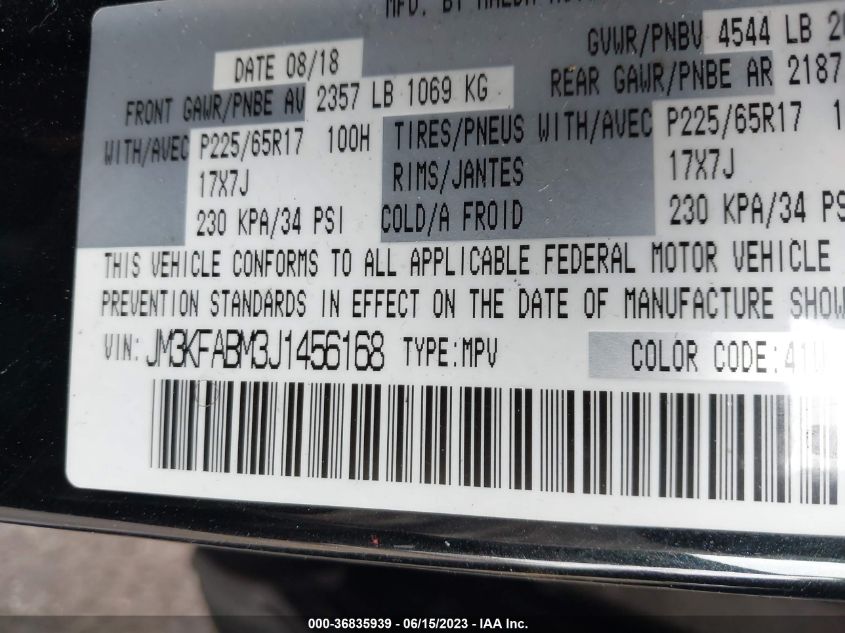 MFD. BY MAZDA
DATE 08/18 GVWR/PNBV 4544 LB
FRONT GAWR/PNBE AV 2357 LB 1069 KG REAR GAWR/PNBE AR 2187
WITH/AVEC P225/65R17 100H TIRES/PNEUS WITH/AVEC P225/65R17
17X7J RIMS/JANTES 17X7J
230 KPA/34 PSI COLD/A FROID 230 KPA/34
THIS VEHICLE CONFORMS TO ALL APPLICABLE FEDERAL MOTOR VEHICLE
PREVENTION STANDARDS IN EFFECT ON THE DATE OF MANUFACTURE SHOW
VIN: JM3KFABM3J1456168 TYPE:MPV COLOR CODE:
000-36835939 - 06/15/2023 - IAA Inc.